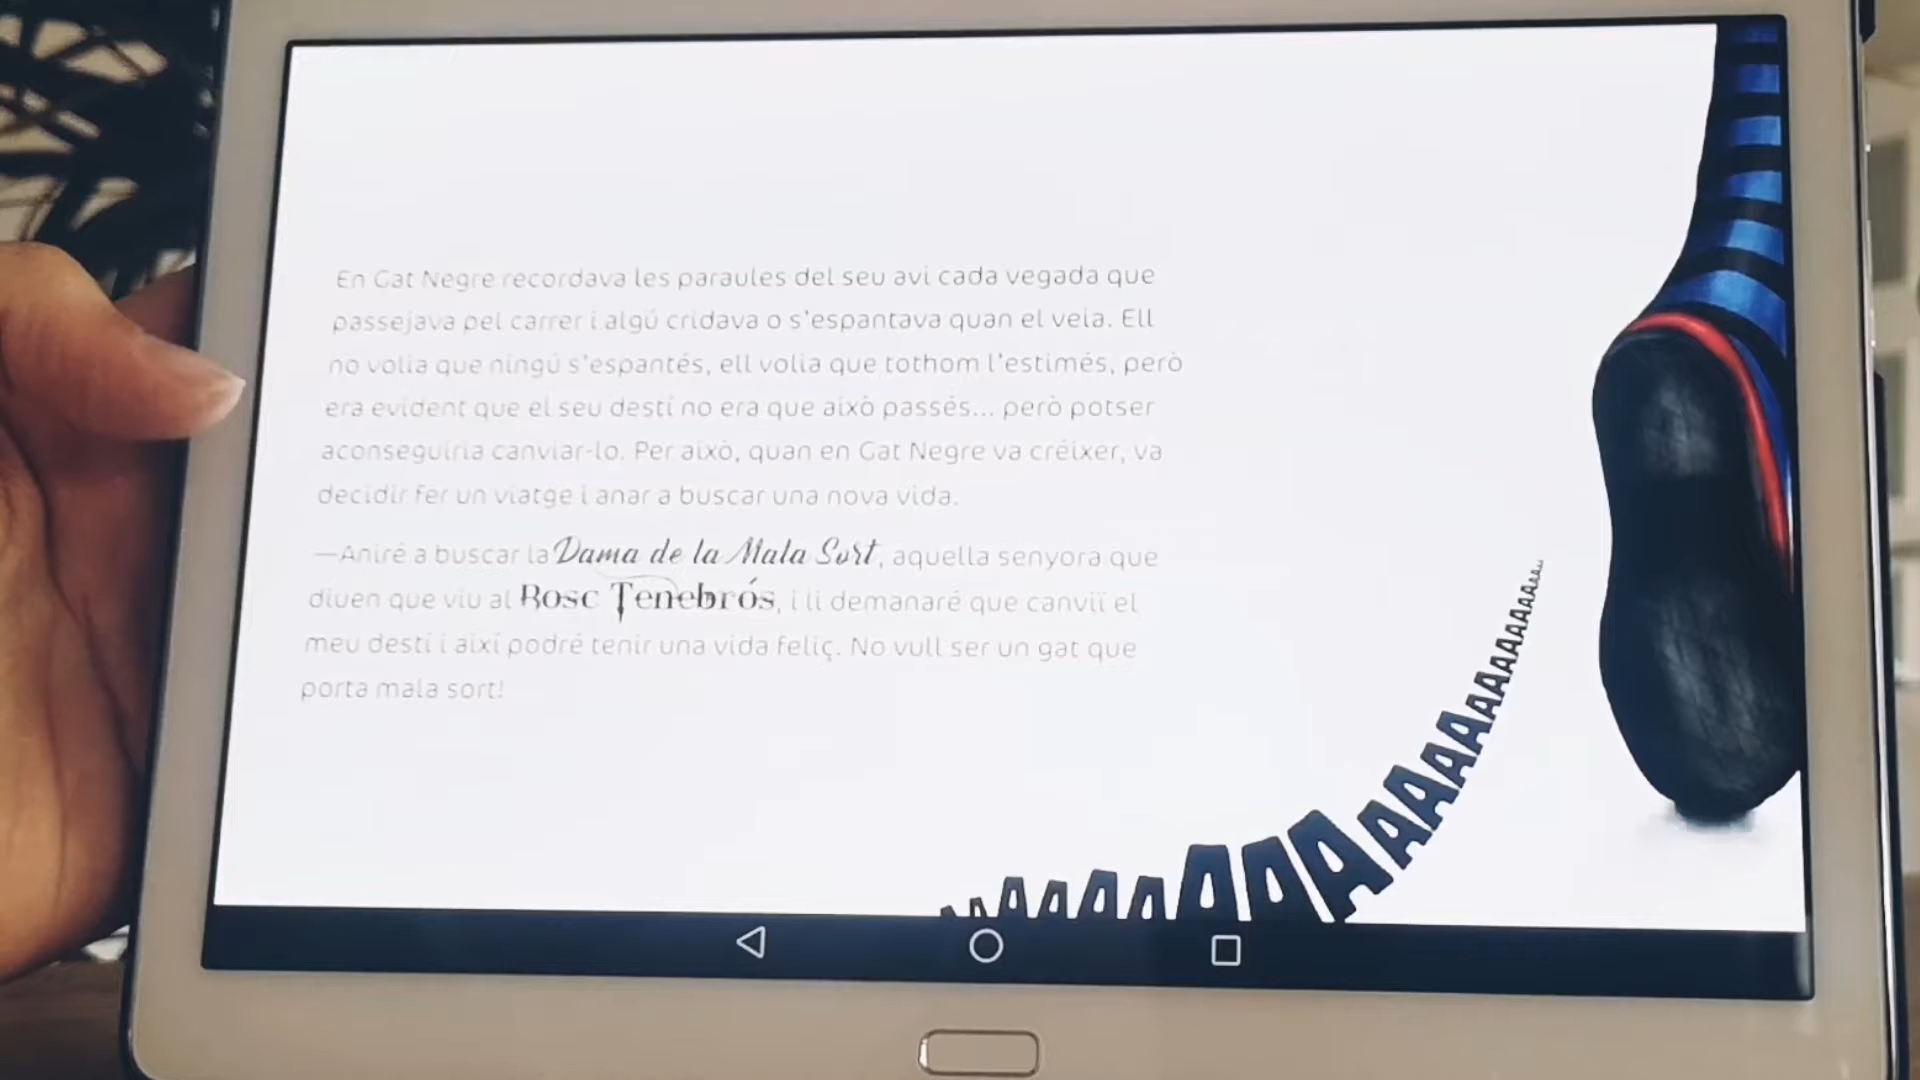 En Gat Negre recordava les paraules del seu avi cada vegada que
passejava pel carrer i algú cridava o s'espantava quan el veia. Ell
no volia que ningú s'espantés, ell volia que tothom l'estimés, però
era evident que el seu destí no era que això passés... però potser
aconseguiria canviar-lo. Per això, quan en Gat Negre va créixer, va
decidir fer un viatge i anar a buscar una nova vida.
—Aniré a buscar la Dama de la Mala Sort, aquella senyora que
diuen que viu al Bosc Tenebrós, i li demanaré que canviï el
meu destí i així podré tenir una vida feliç. No vull ser un gat que
porta mala sort!
AAAAAAAAAAAAAAAAAAAAAAAA...